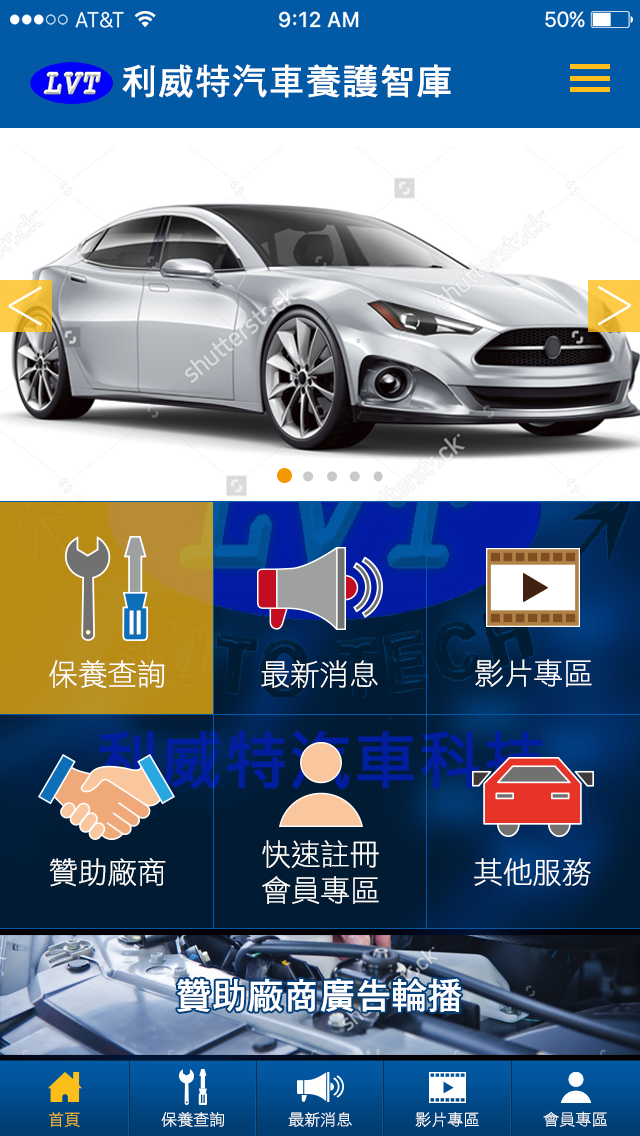 AT&T 9:12 AM 50%
LVT 利威特汽車養護智庫
shutterstock
shutterstock
shutterstock
LVT
AUTO TECH
保養查詢 最新消息 影片專區
利威特汽車科技
贊助廠商 快速註冊 其他服務
會員專區
贊助廠商廣告輪播
首頁 保養查詢 最新消息 影片專區 會員專區